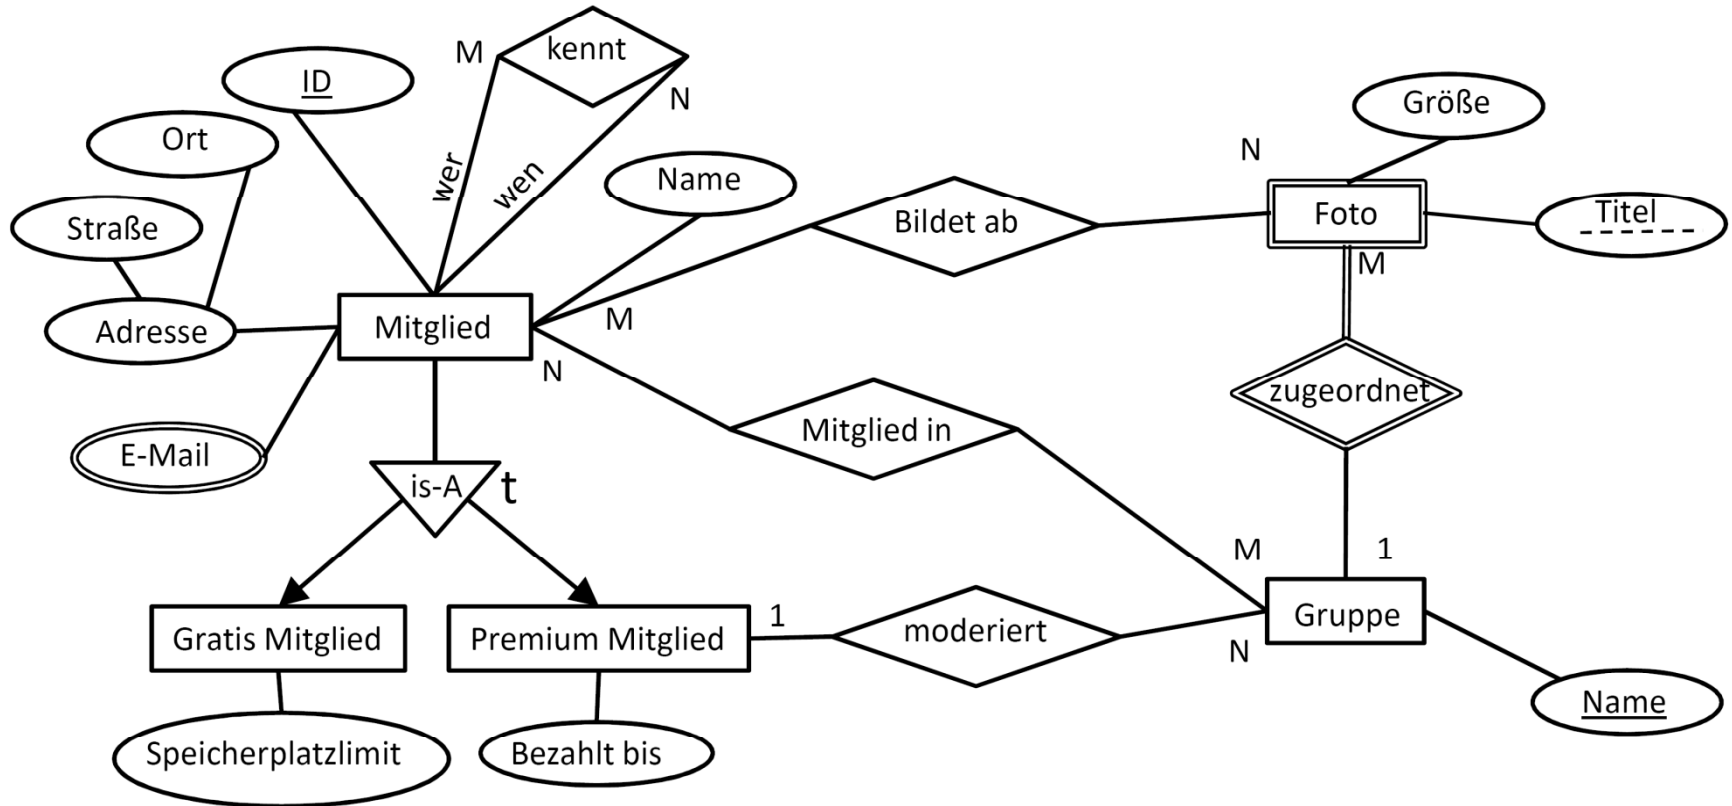 kennt
M
N
ID
Ort
Straße
Adresse
E-Mail
wer
wen
Name
Mitglied
M
N
Bildet ab
N
Größe
Foto
Titel
M
zugeordnet
Mitglied in
is-A
t
M
1
Gratis Mitglied
Premium Mitglied
1
moderiert
N
Gruppe
Name
Speicherplatzlimit
Bezahlt bis